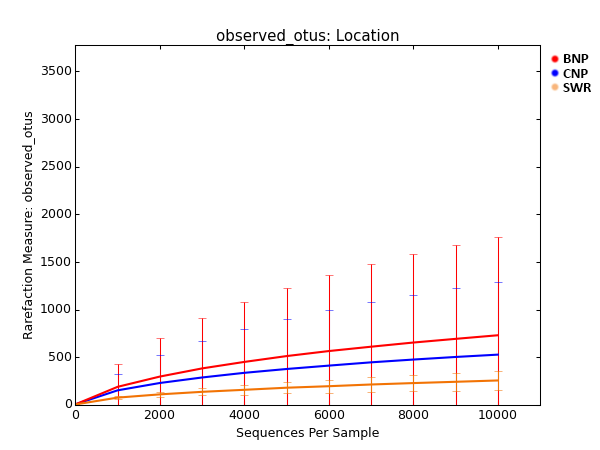 observed_otus: Location
BNP
CNP
SWR
Rarefaction Measure: observed_otus
3500
3000
2500
2000
1500
1000
500
0
0 2000 4000 6000 8000 10000
Sequences Per Sample